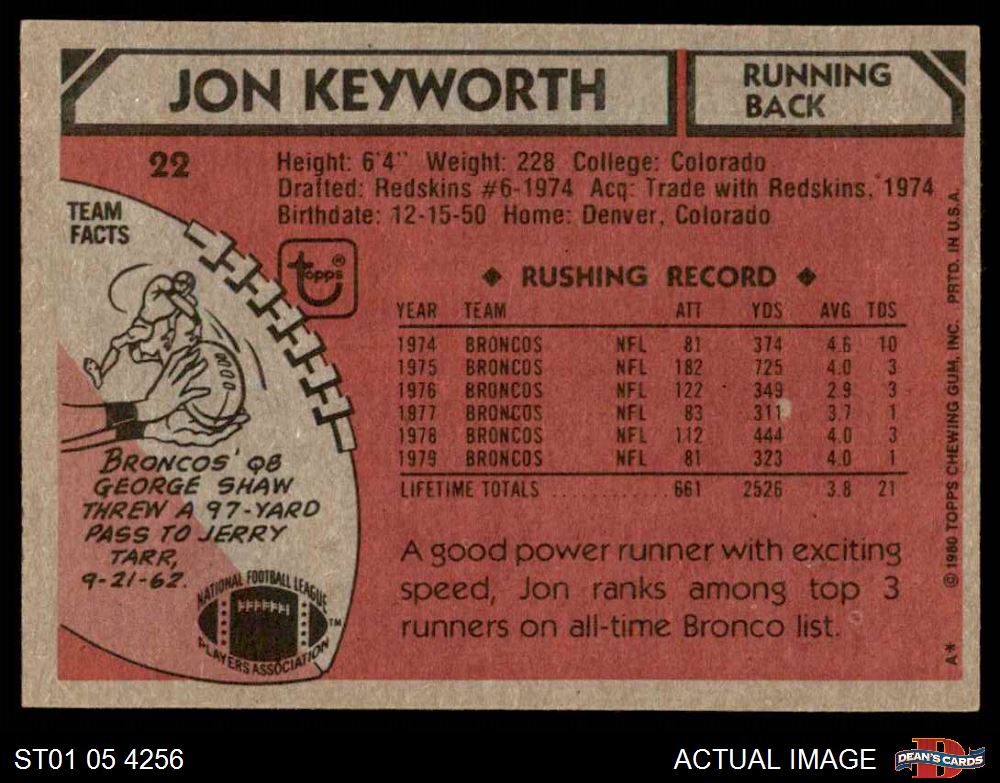 JON KEYWORTH
RUNNING
BACK
22
Height: 6'4" Weight: 228 College: Colorado
Drafted: Redskins #6-1974 Acq: Trade with Redskins, 1974
Birthdate: 12-15-50 Home: Denver, Colorado
TEAM
FACTS
topps®
RUSHING RECORD
YEAR TEAM ATT YDS AVG TDS
1974 BRONCOS NFL 81 374 4.6 10
1975 BRONCOS NFL 182 725 4.0 3
1976 BRONCOS NFL 122 349 2.9 3
1977 BRONCOS NFL 83 311 3.7 1
1978 BRONCOS NFL 112 444 4.0 3
1979 BRONCOS NFL 81 323 4.0 1
LIFETIME TOTALS ............ 661 2526 3.8 21
BRONCOS' QB
GEORGE SHAW
THREW A 97-YARD
PASS TO JERRY
TARR,
9-21-62.
NATIONAL FOOTBALL LEAGUE
PLAYERS ASSOCIATION
TM
A good power runner with exciting
speed, Jon ranks among top 3
runners on all-time Bronco list.
A* © 1980 TOPPS CHEWING GUM, INC. PRTD. IN U.S.A.
ST01 05 4256
ACTUAL IMAGE
D
DEAN'S CARDS